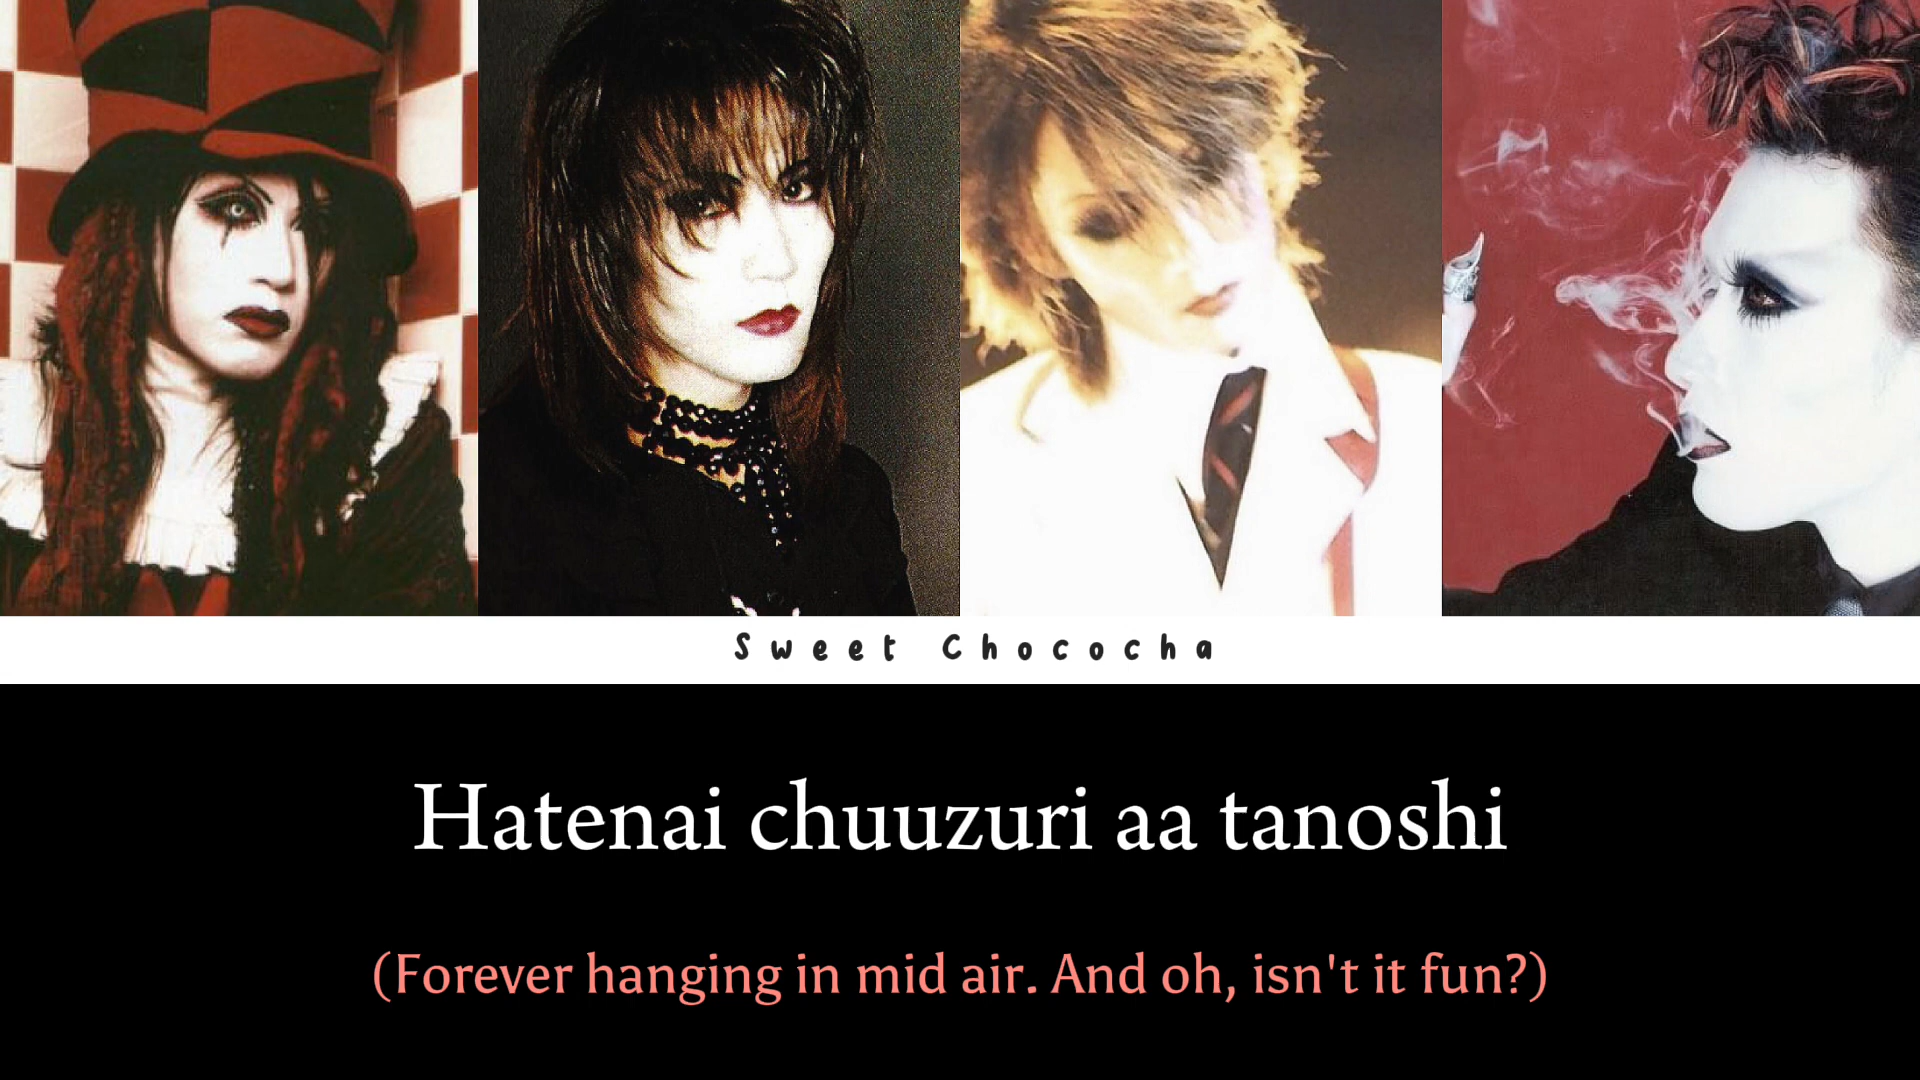 Sweet Chococha
Hatenai chuuzuri aa tanoshi
(Forever hanging in mid air. And oh, isn't it fun?)